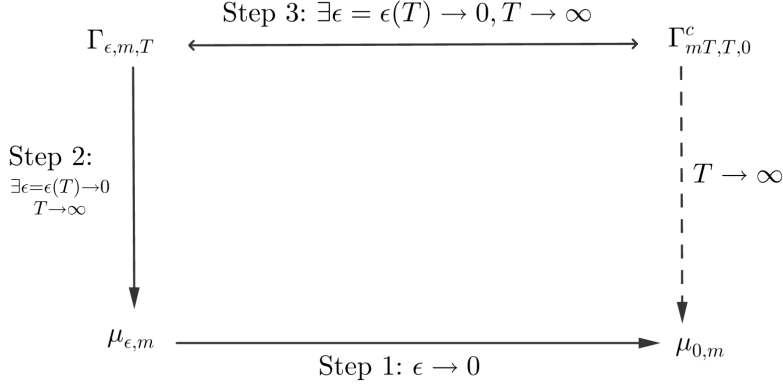 Step 3: ∃ϵ = ϵ(T) → 0, T → ∞
Γ_{ϵ,m,T}
Γ^c_{mT,T,0}
Step 2:
∃ϵ=ϵ(T)→0
T→∞
T → ∞
μ_{ϵ,m}
μ_{0,m}
Step 1: ϵ → 0